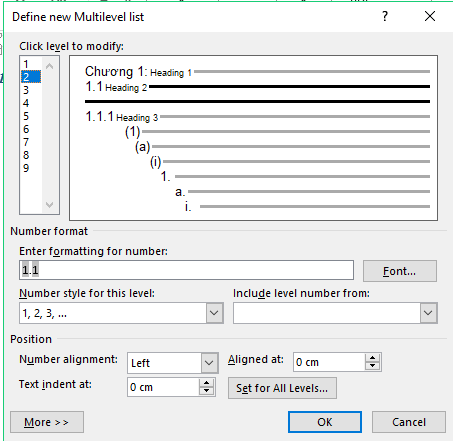 Define new Multilevel list ? ×
Click level to modify:
1
2
3
4
5
6
7
8
9
Chương 1: Heading 1
1.1 Heading 2
1.1.1 Heading 3
(1)
(a)
(i)
1.
a.
i.
Number format
Enter formatting for number:
1.1
Font...
Number style for this level:
Include level number from:
1, 2, 3, ...
Position
Number alignment: Left
Aligned at: 0 cm
Text indent at: 0 cm
Set for All Levels...
More >>
OK
Cancel